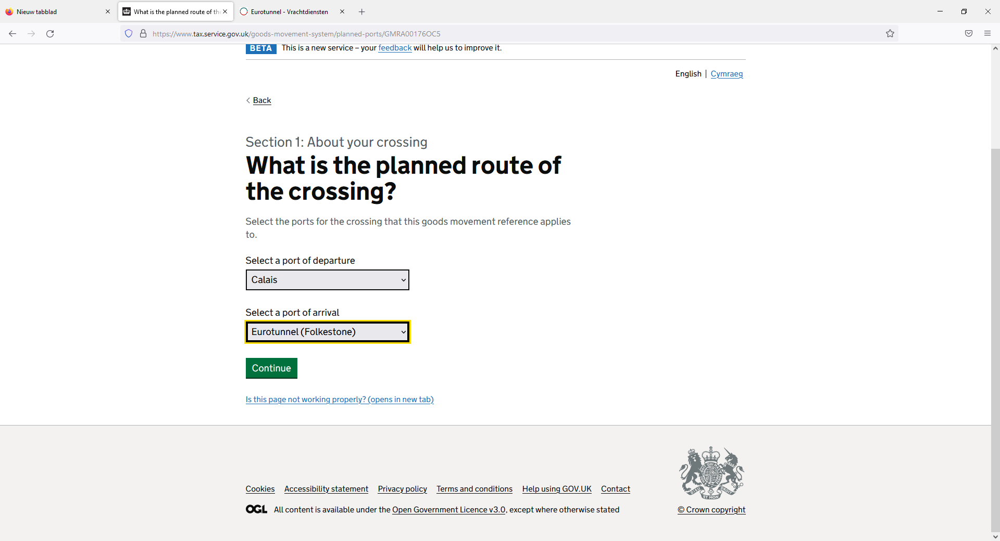 Nieuw tabblad
What is the planned route of the
Eurotunnel - Vrachtdiensten
https://www.tax.service.gov.uk/goods-movement-system/planned-ports/GMRA00176OC5
BETA This is a new service – your feedback will help us to improve it.
English | Cymraeg
Back
Section 1: About your crossing
What is the planned route of
the crossing?
Select the ports for the crossing that this goods movement reference applies
to.
Select a port of departure
Calais
Select a port of arrival
Eurotunnel (Folkestone)
Continue
Is this page not working properly? (opens in new tab)
Cookies Accessibility statement Privacy policy Terms and conditions Help using GOV.UK Contact
OGL All content is available under the Open Government Licence v3.0, except where otherwise stated
DIEU ET MON DROIT
© Crown copyright